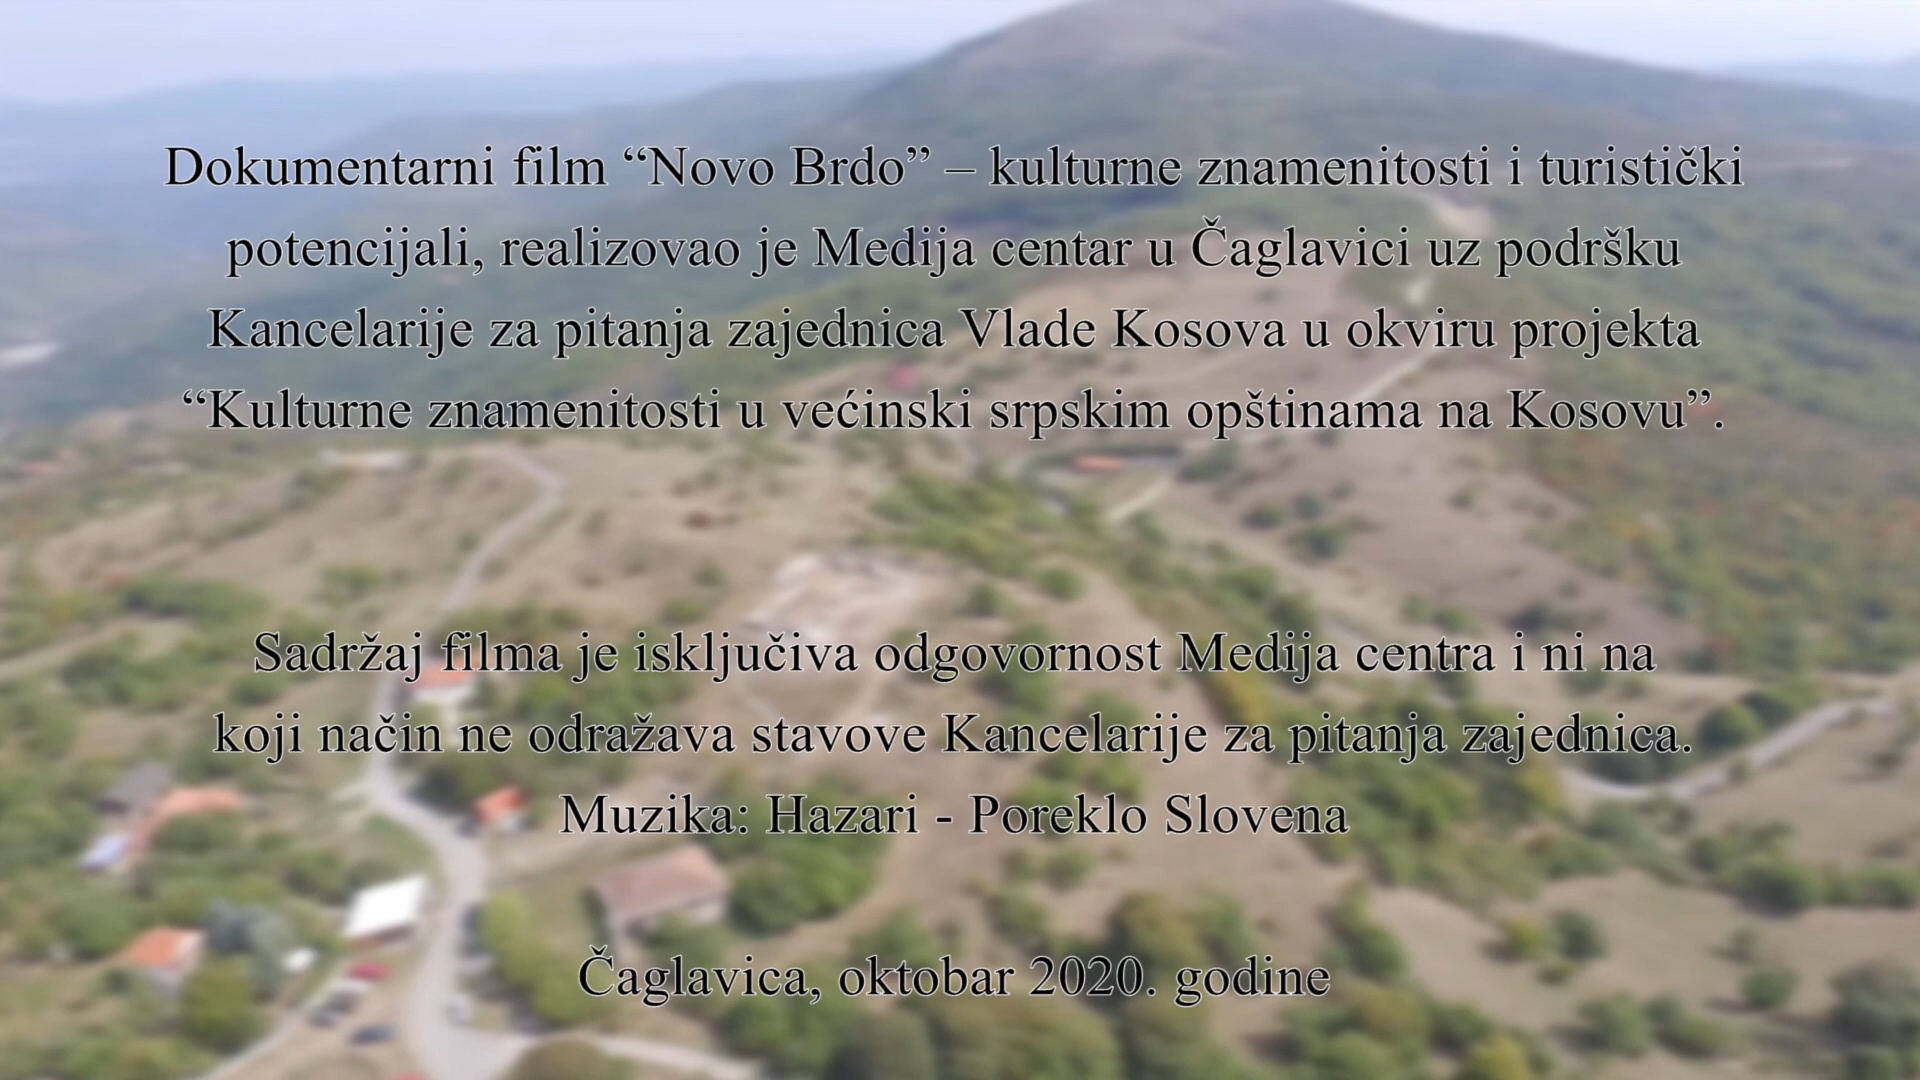 Dokumentarni film “Novo Brdo” – kulturne znamenitosti i turistički
potencijali, realizovao je Medija centar u Čaglavici uz podršku
Kancelarije za pitanja zajednica Vlade Kosova u okviru projekta
“Kulturne znamenitosti u većinski srpskim opštinama na Kosovu”.
Sadržaj filma je isključiva odgovornost Medija centra i ni na
koji način ne odražava stavove Kancelarije za pitanja zajednica.
Muzika: Hazari - Poreklo Slovena
Čaglavica, oktobar 2020. godine